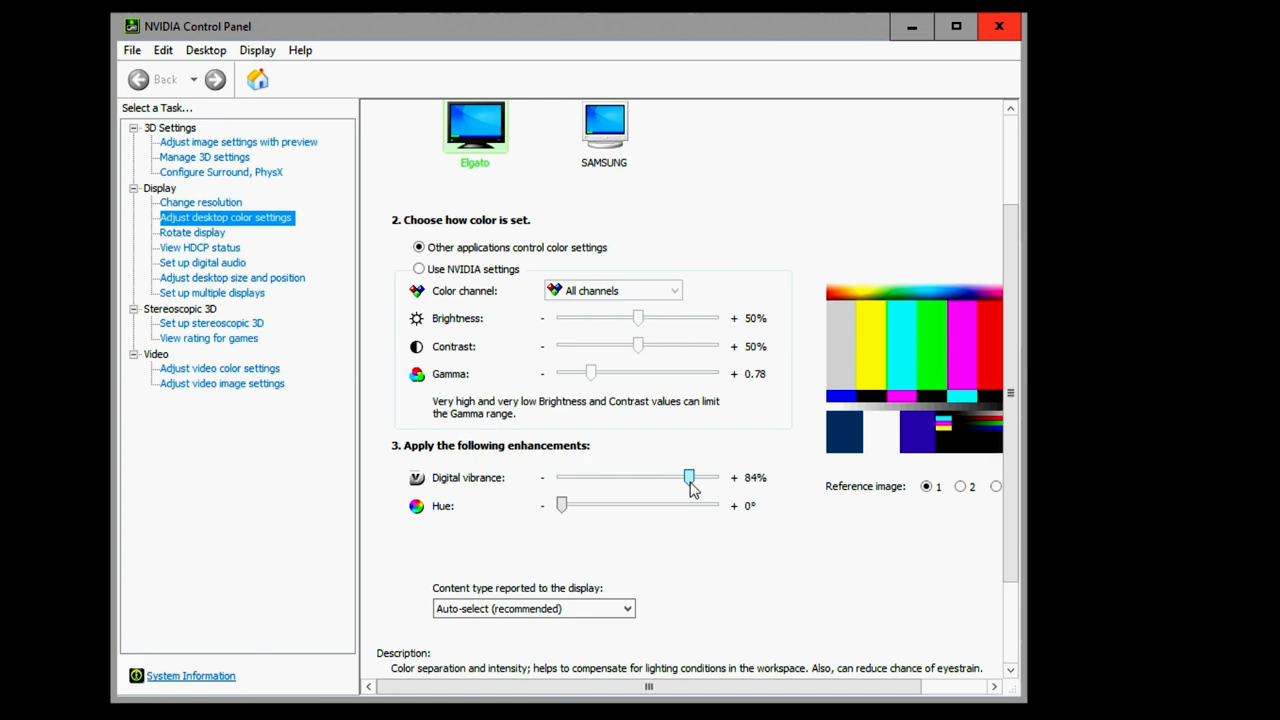 NVIDIA Control Panel
File Edit Desktop Display Help
Back
Select a Task...
3D Settings
Adjust image settings with preview
Manage 3D settings
Configure Surround, PhysX
Display
Change resolution
Adjust desktop color settings
Rotate display
View HDCP status
Set up digital audio
Adjust desktop size and position
Set up multiple displays
Stereoscopic 3D
Set up stereoscopic 3D
View rating for games
Video
Adjust video color settings
Adjust video image settings
System Information
Elgato SAMSUNG
2. Choose how color is set.
Other applications control color settings
Use NVIDIA settings
Color channel: All channels
Brightness: - + 50%
Contrast: - + 50%
Gamma: - + 0.78
Very high and very low Brightness and Contrast values can limit
the Gamma range.
3. Apply the following enhancements:
Digital vibrance: - + 84%
Hue: - + 0°
Reference image: 1 2
Content type reported to the display:
Auto-select (recommended)
Description:
Color separation and intensity; helps to compensate for lighting conditions in the workspace. Also, can reduce chance of eyestrain.